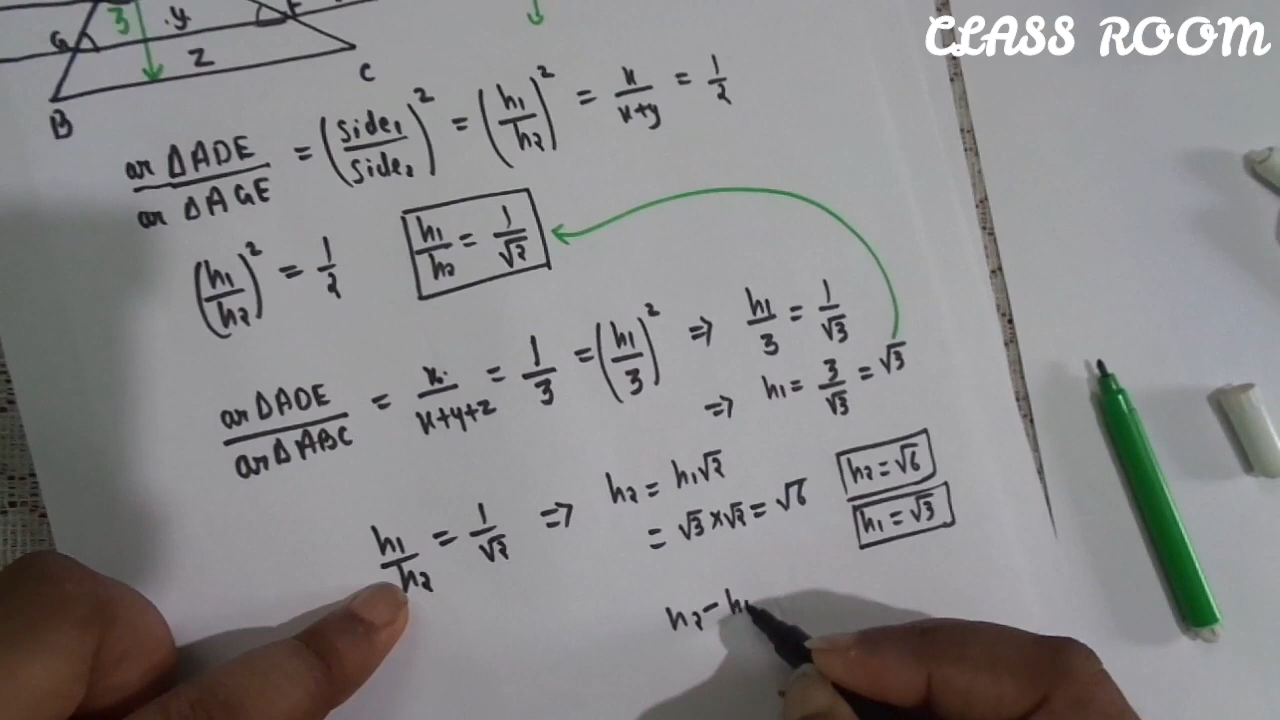 CLASS ROOM
3 y F
G
z
B C
ar ΔADE / ar ΔAGE = (side₁/side₂)² = (h₁/h₂)² = x/(x+y) = 1/2
(h₁/h₂)² = 1/2 h₁/h₂ = 1/√2
ar ΔADE / ar ΔABC = x/(x+y+z) = 1/3 = (h₁/3)² ⇒ h₁/3 = 1/√3
⇒ h₁ = 3/√3 = √3
h₁/h₂ = 1/√2 ⇒ h₂ = h₁√2
= √3×√2 = √6
h₂ = √6
h₁ = √3
h₂ − h₁